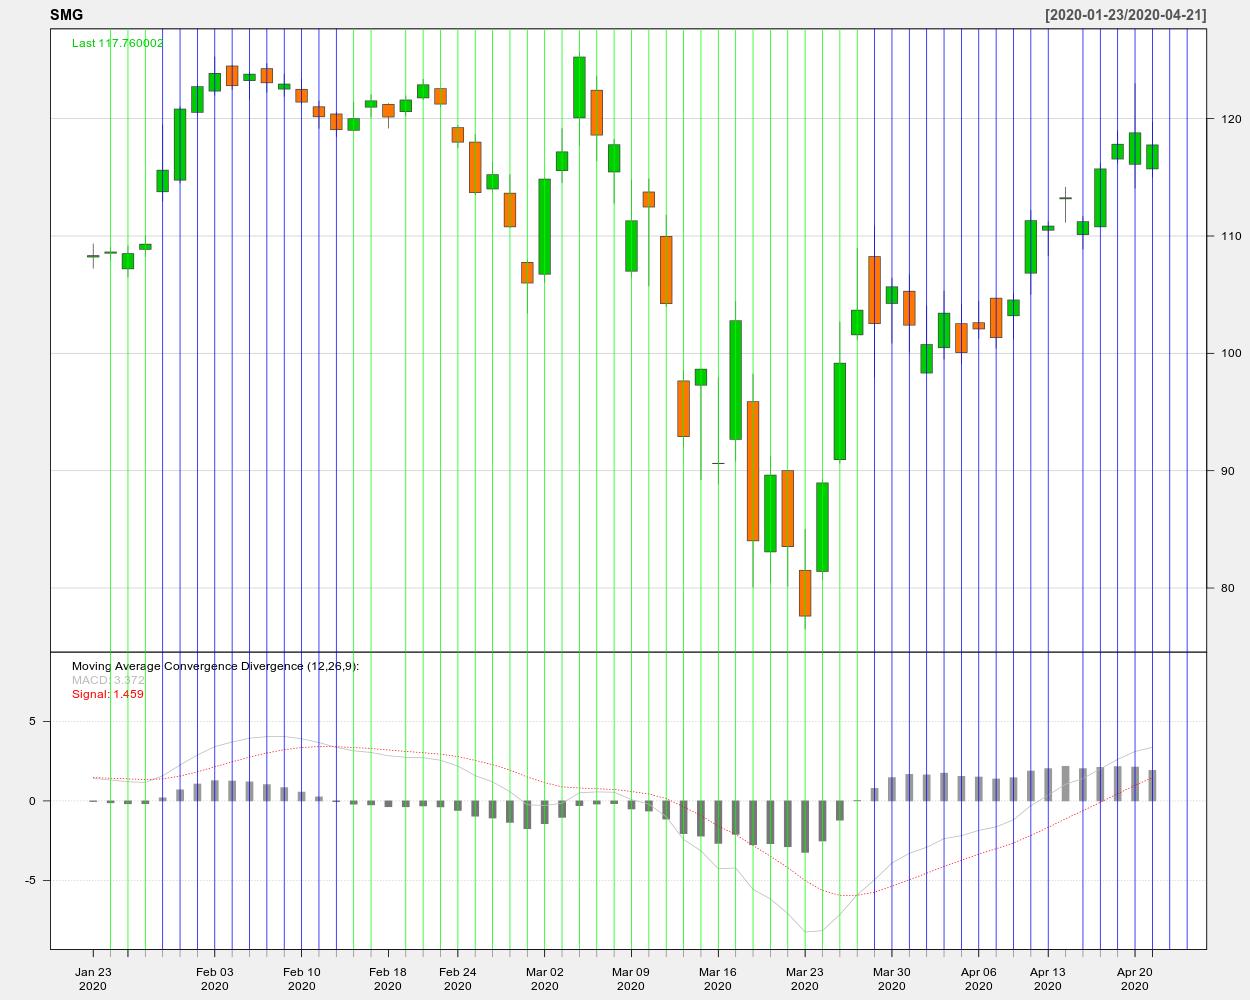 SMG [2020-01-23/2020-04-21]
Last 117.760002
120
110
100
90
80
Moving Average Convergence Divergence (12,26,9):
MACD: 3.372
Signal: 1.459
5
0
-5
Jan 23 Feb 03 Feb 10 Feb 18 Feb 24 Mar 02 Mar 09 Mar 16 Mar 23 Mar 30 Apr 06 Apr 13 Apr 20
2020 2020 2020 2020 2020 2020 2020 2020 2020 2020 2020 2020 2020